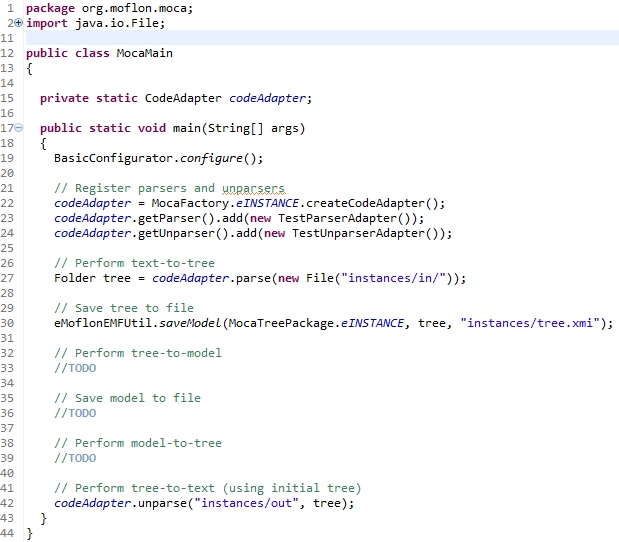 1 package org.moflon.moca;
2 import java.io.File;
11
12 public class MocaMain
13 {
14
15   private static CodeAdapter codeAdapter;
16
17   public static void main(String[] args)
18   {
19     BasicConfigurator.configure();
20
21     // Register parsers and unparsers
22     codeAdapter = MocaFactory.eINSTANCE.createCodeAdapter();
23     codeAdapter.getParser().add(new TestParserAdapter());
24     codeAdapter.getUnparser().add(new TestUnparserAdapter());
25
26     // Perform text-to-tree
27     Folder tree = codeAdapter.parse(new File("instances/in/"));
28
29     // Save tree to file
30     eMoflonEMFUtil.saveModel(MocaTreePackage.eINSTANCE, tree, "instances/tree.xmi");
31
32     // Perform tree-to-model
33     //TODO
34
35     // Save model to file
36     //TODO
37
38     // Perform model-to-tree
39     //TODO
40
41     // Perform tree-to-text (using initial tree)
42     codeAdapter.unparse("instances/out", tree);
43   }
44 }